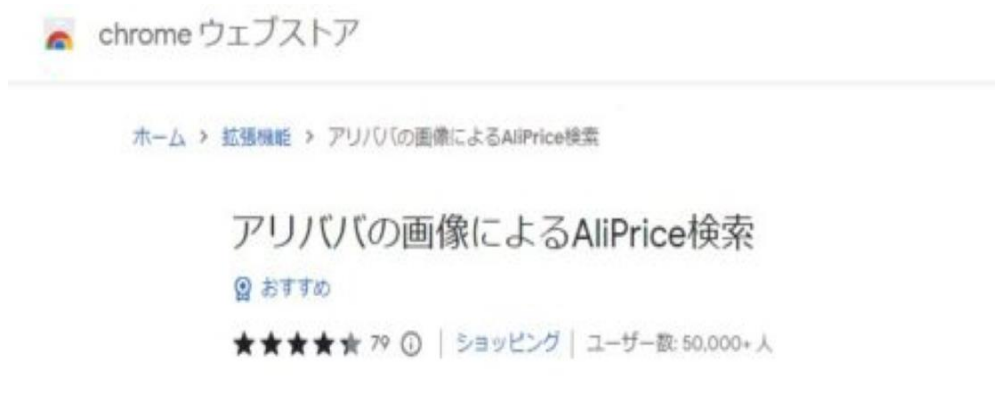 chrome ウェブストア
ホーム > 拡張機能 > アリババの画像によるAliPrice検索
アリババの画像によるAliPrice検索
おすすめ
★★★★★ 79 ⓘ | ショッピング | ユーザー数: 50,000+ 人